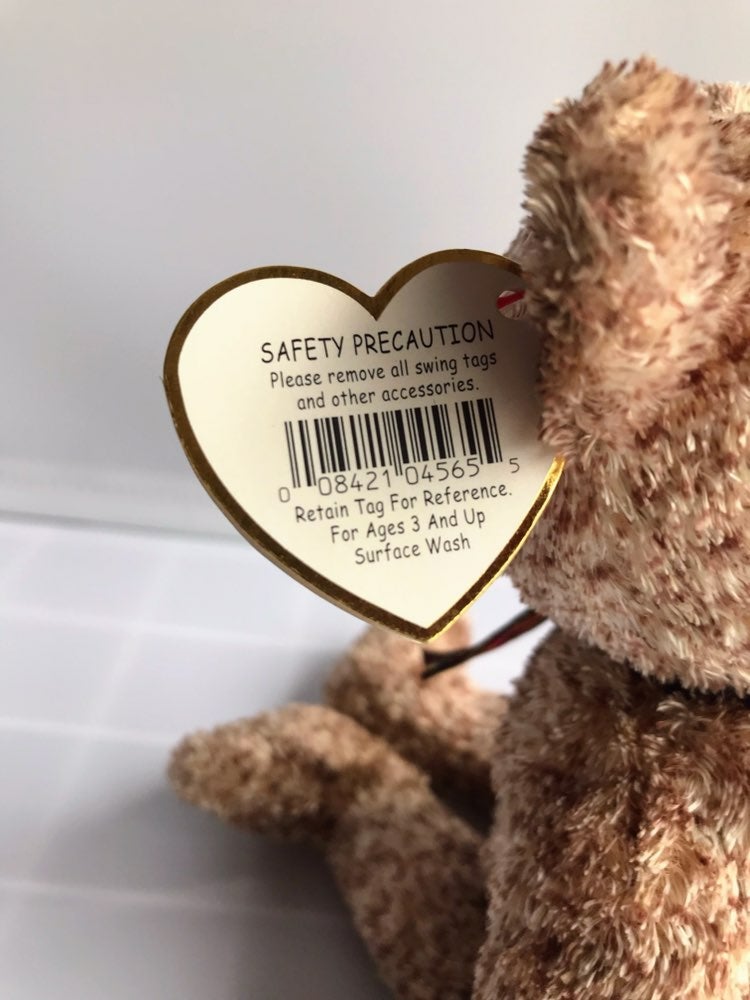 SAFETY PRECAUTION
Please remove all swing tags
and other accessories.
0 08421 04565 5
Retain Tag For Reference.
For Ages 3 And Up
Surface Wash